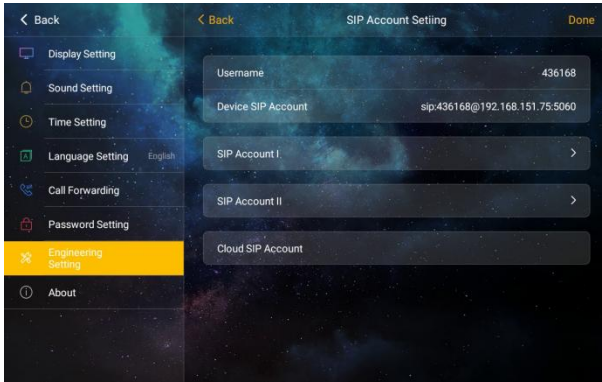 Back
Display Setting
Sound Setting
Time Setting
Language Setting English
Call Forwarding
Password Setting
Engineering
Setting
About
Back SIP Account Setiing Done
Username 436168
Device SIP Account sip:436168@192.168.151.75:5060
SIP Account I
SIP Account II
Cloud SIP Account